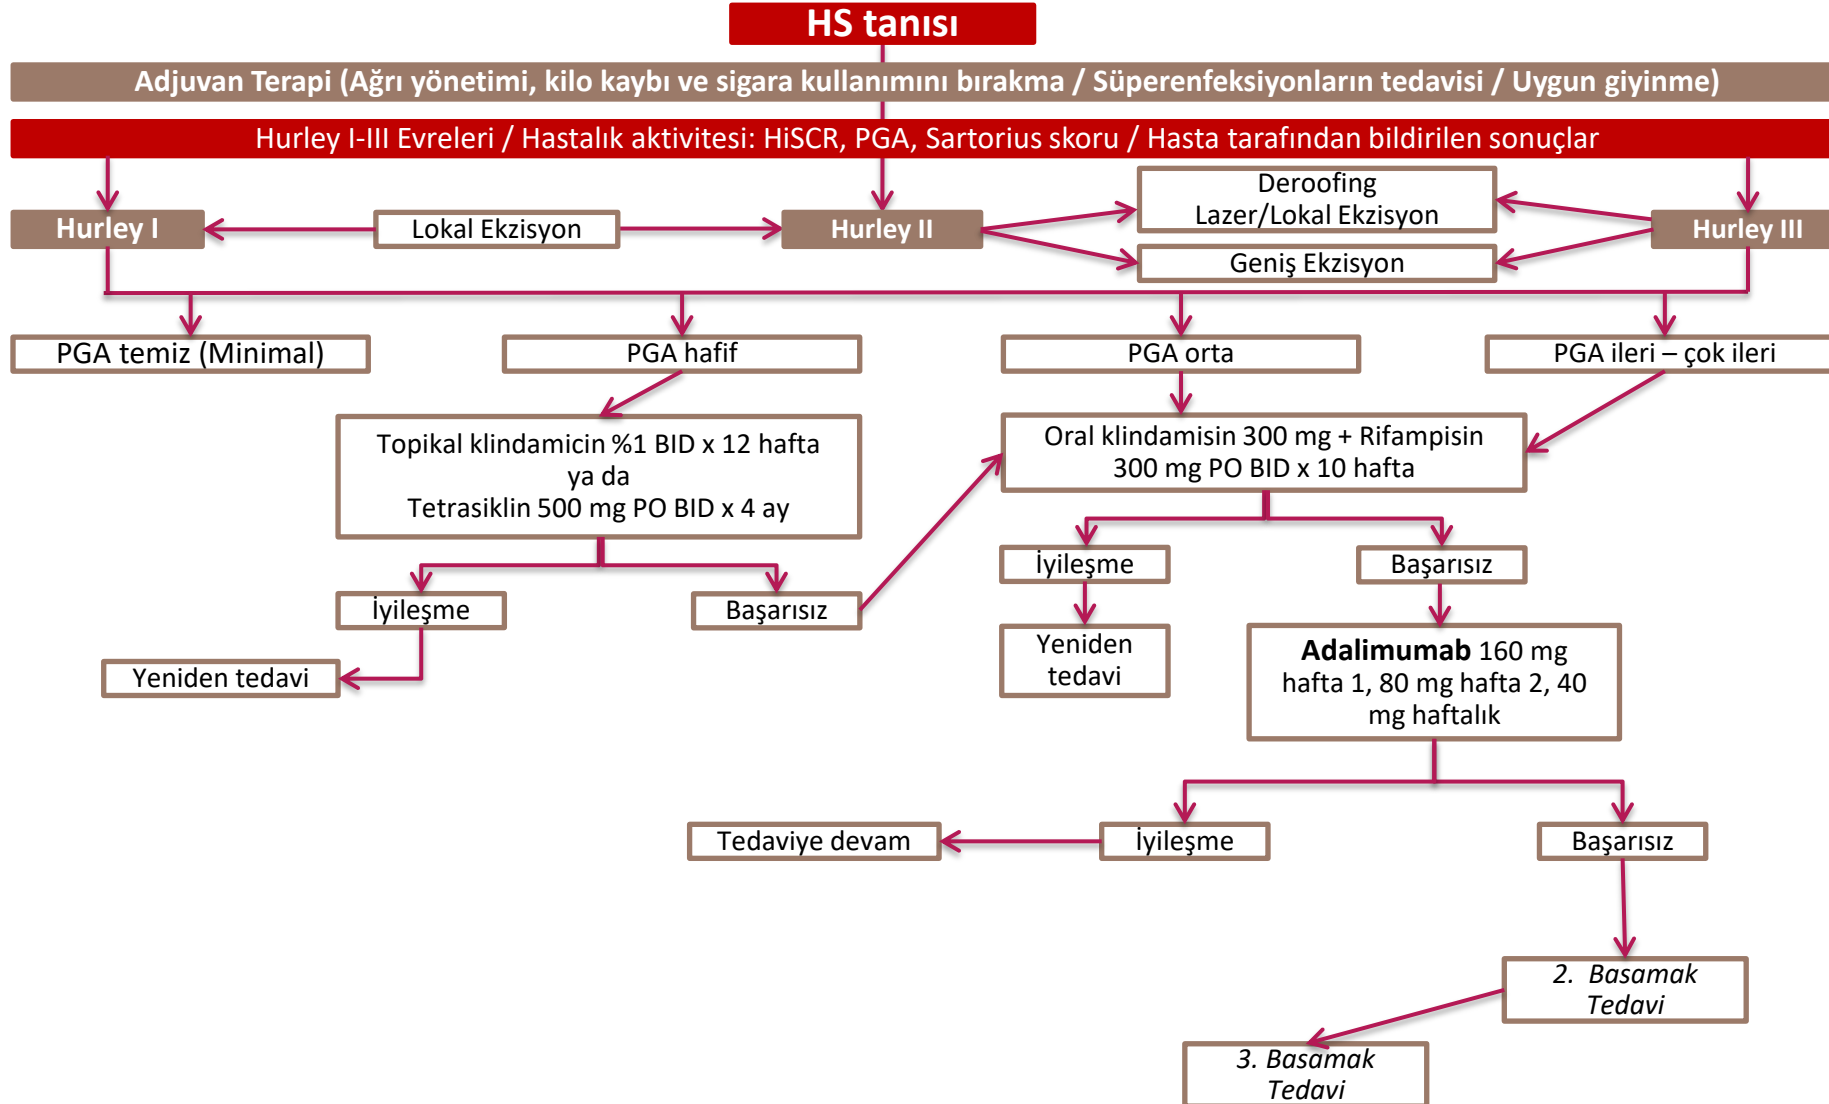 HS tanısı
Adjuvan Terapi (Ağrı yönetimi, kilo kaybı ve sigara kullanımını bırakma / Süperenfeksiyonların tedavisi / Uygun giyinme)
Hurley I-III Evreleri / Hastalık aktivitesi: HiSCR, PGA, Sartorius skoru / Hasta tarafından bildirilen sonuçlar
Hurley I
Lokal Ekzisyon
Hurley II
Deroofing
Lazer/Lokal Ekzisyon
Geniş Ekzisyon
Hurley III
PGA temiz (Minimal)
PGA hafif
PGA orta
PGA ileri – çok ileri
Topikal klindamicin %1 BID x 12 hafta
ya da
Tetrasiklin 500 mg PO BID x 4 ay
Oral klindamisin 300 mg + Rifampisin
300 mg PO BID x 10 hafta
İyileşme
Başarısız
Yeniden tedavi
İyileşme
Başarısız
Yeniden
tedavi
Adalimumab 160 mg
hafta 1, 80 mg hafta 2, 40
mg haftalık
Tedaviye devam
İyileşme
Başarısız
2. Basamak
Tedavi
3. Basamak
Tedavi